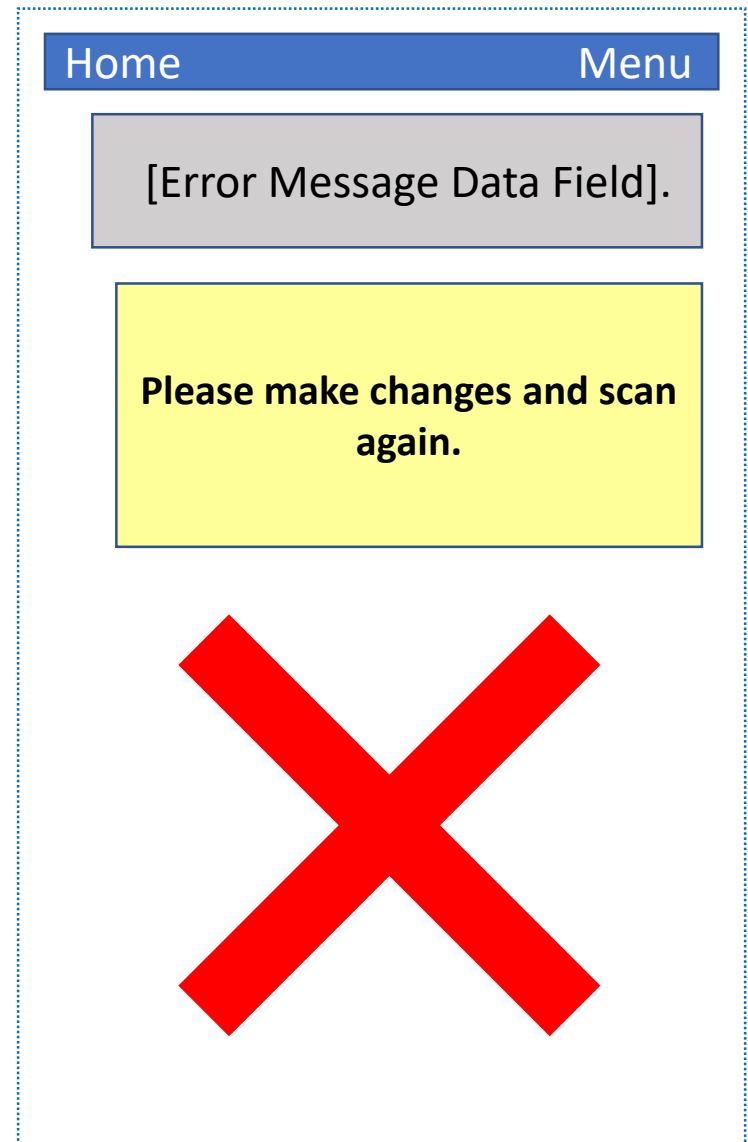 Home Menu
[Error Message Data Field].
Please make changes and scan
again.